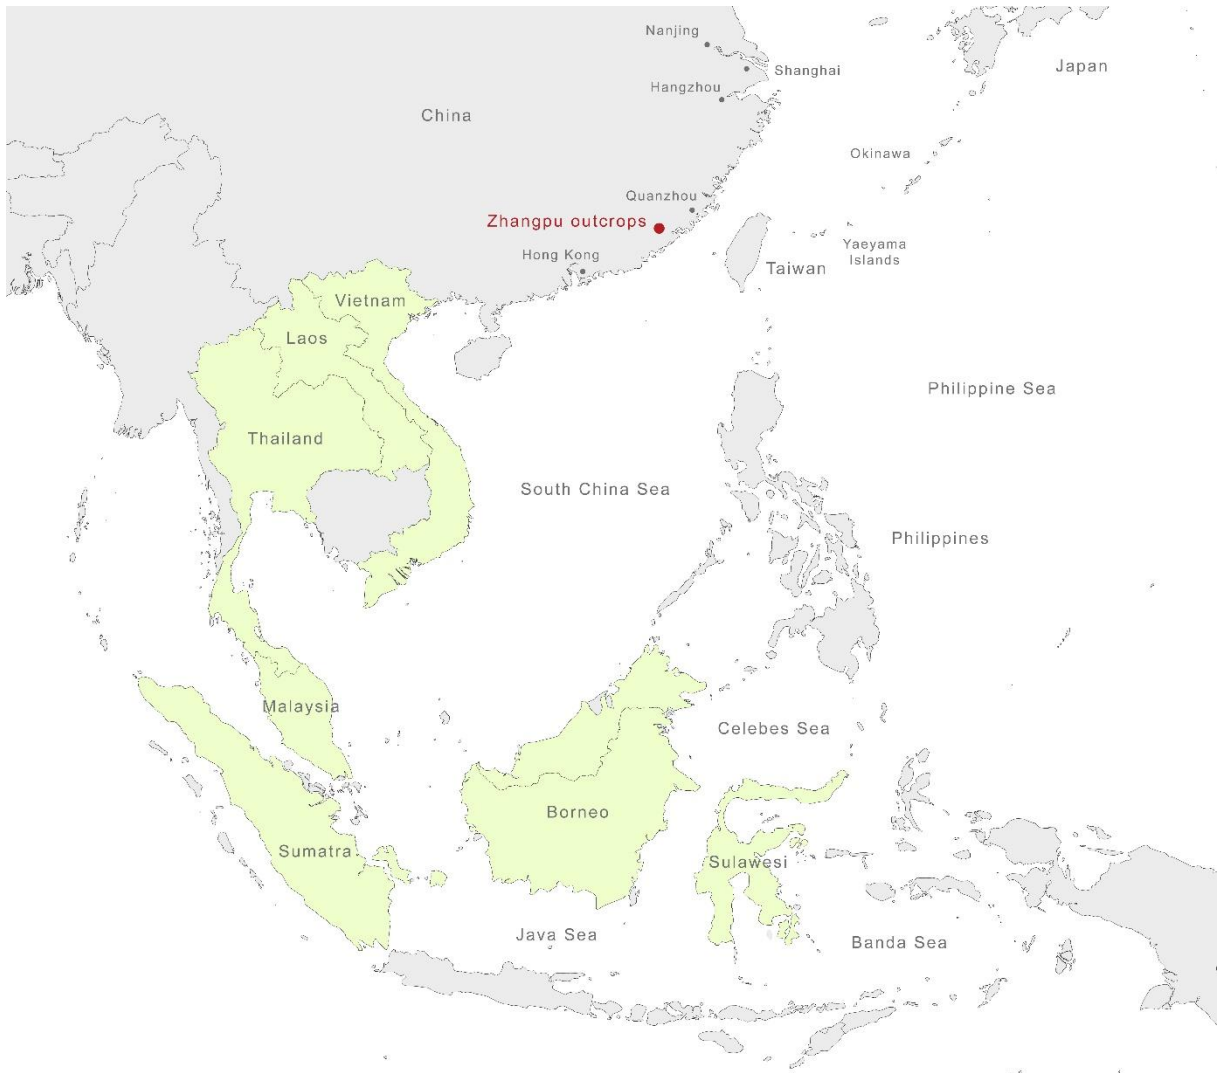 Nanjing
Shanghai
Japan
Hangzhou
China
Okinawa
Quanzhou
Zhangpu outcrops
Yaeyama
Islands
Hong Kong
Taiwan
Vietnam
Laos
Philippine Sea
Thailand
South China Sea
Philippines
Malaysia
Celebes Sea
Borneo
Sumatra
Sulawesi
Java Sea
Banda Sea